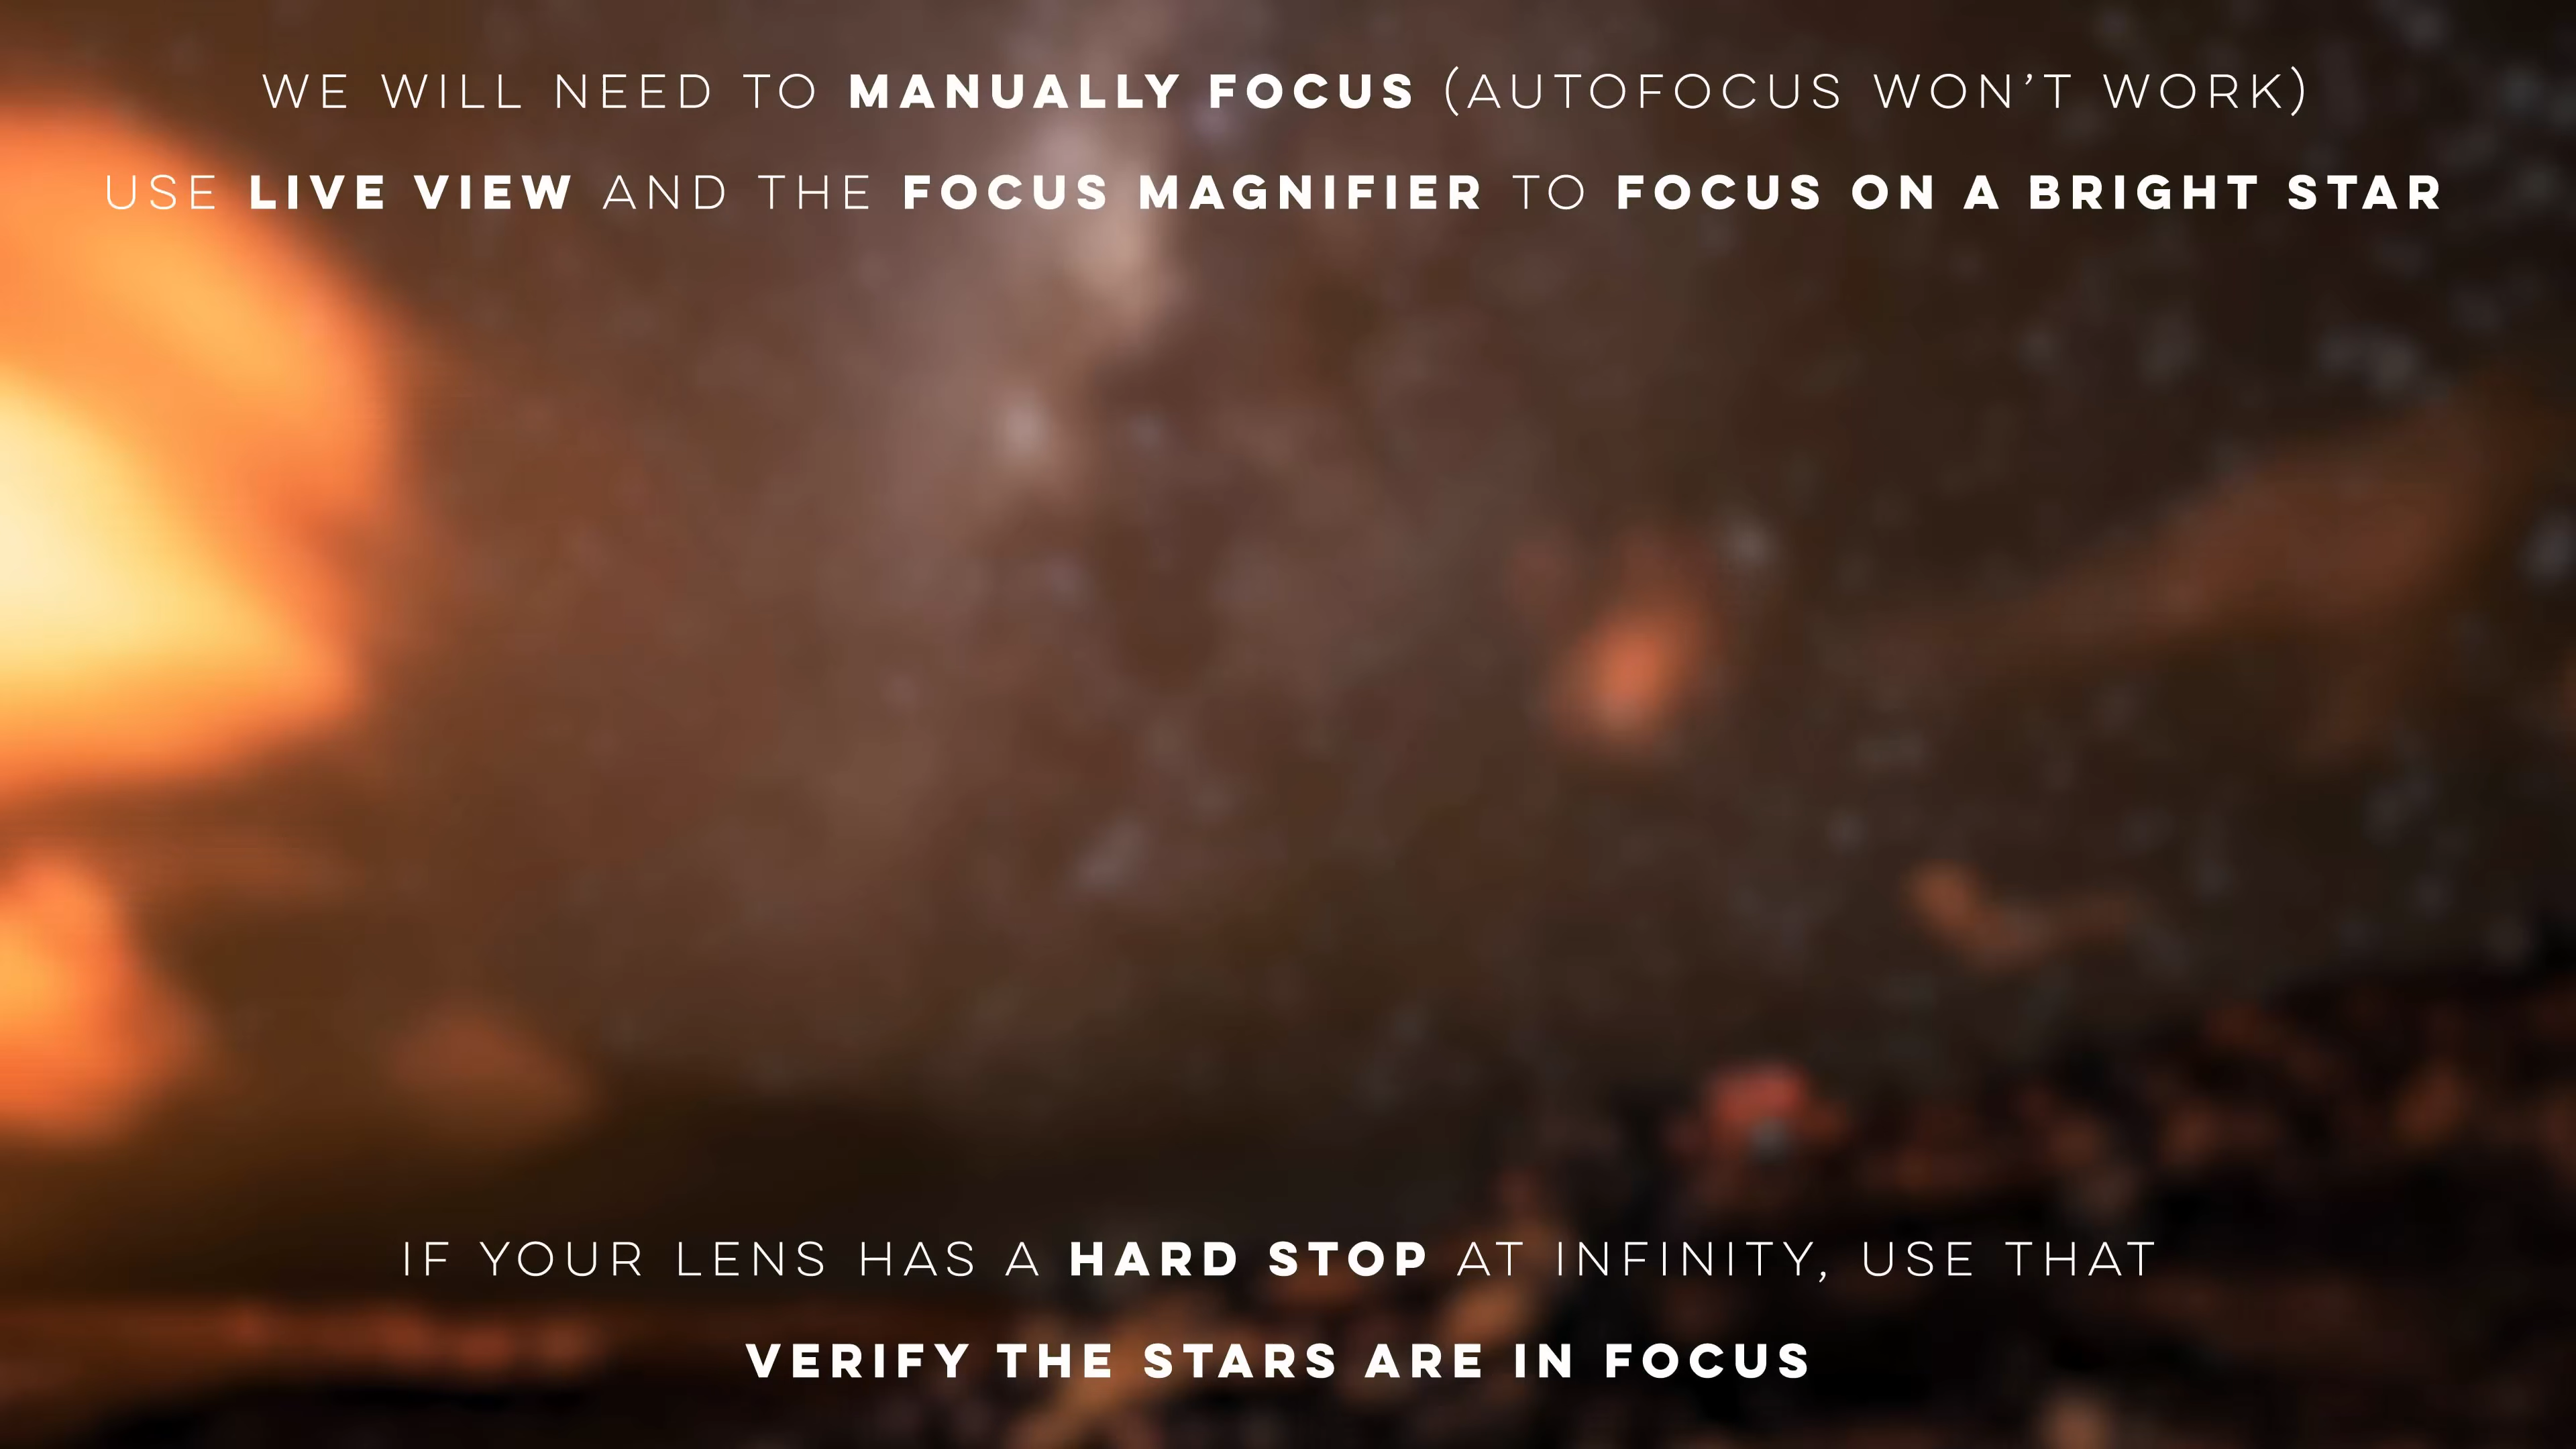 WE WILL NEED TO MANUALLY FOCUS (AUTOFOCUS WON’T WORK)
USE LIVE VIEW AND THE FOCUS MAGNIFIER TO FOCUS ON A BRIGHT STAR
IF YOUR LENS HAS A HARD STOP AT INFINITY, USE THAT
VERIFY THE STARS ARE IN FOCUS